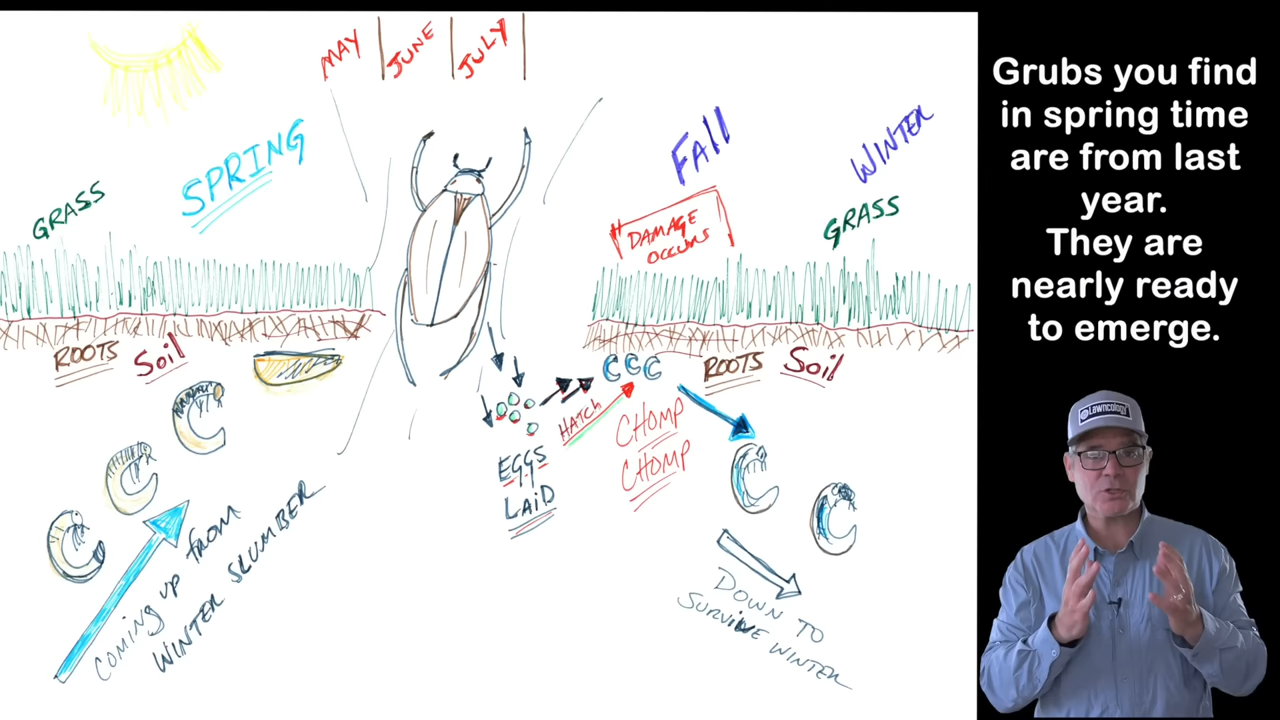 MAY
JUNE
JULY
SPRING
FALL
WINTER
GRASS
GRASS
DAMAGE
OCCURS
ROOTS
Soil
ROOTS
Soil
EGGS
LAiD
HATCH
CHOMP
CHOMP
COMING UP FROM
WINTER SLUMBER
DOWN TO
SURViVE WINTER
Grubs you find
in spring time
are from last
year.
They are
nearly ready
to emerge.
Lawncology